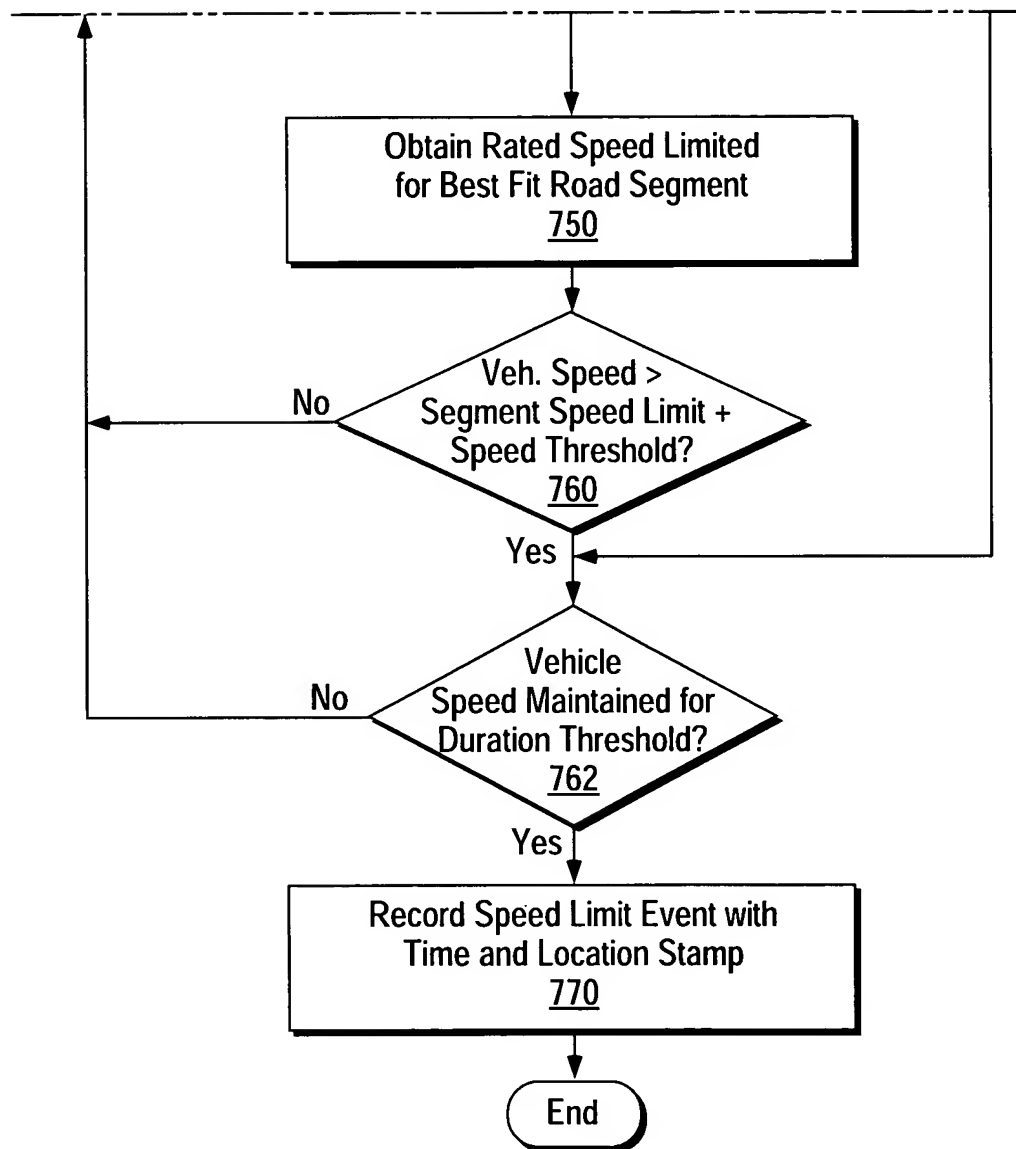 Obtain Rated Speed Limited
for Best Fit Road Segment
750
Veh. Speed >
Segment Speed Limit +
Speed Threshold?
760
No
Yes
Vehicle
Speed Maintained for
Duration Threshold?
762
No
Yes
Record Speed Limit Event with
Time and Location Stamp
770
End